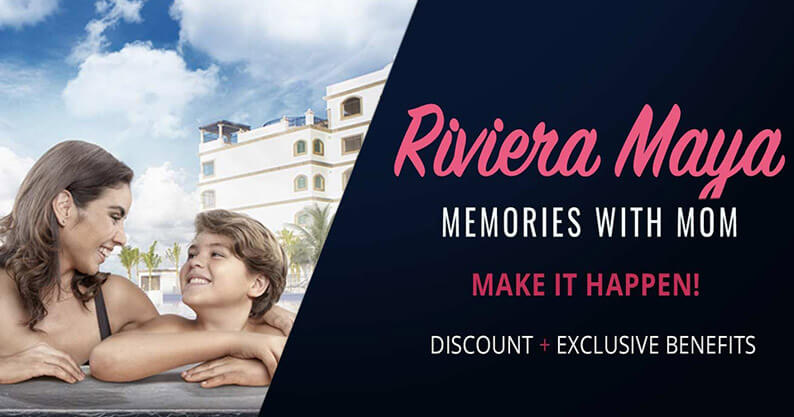 Riviera Maya
MEMORIES WITH MOM
MAKE IT HAPPEN!
DISCOUNT + EXCLUSIVE BENEFITS